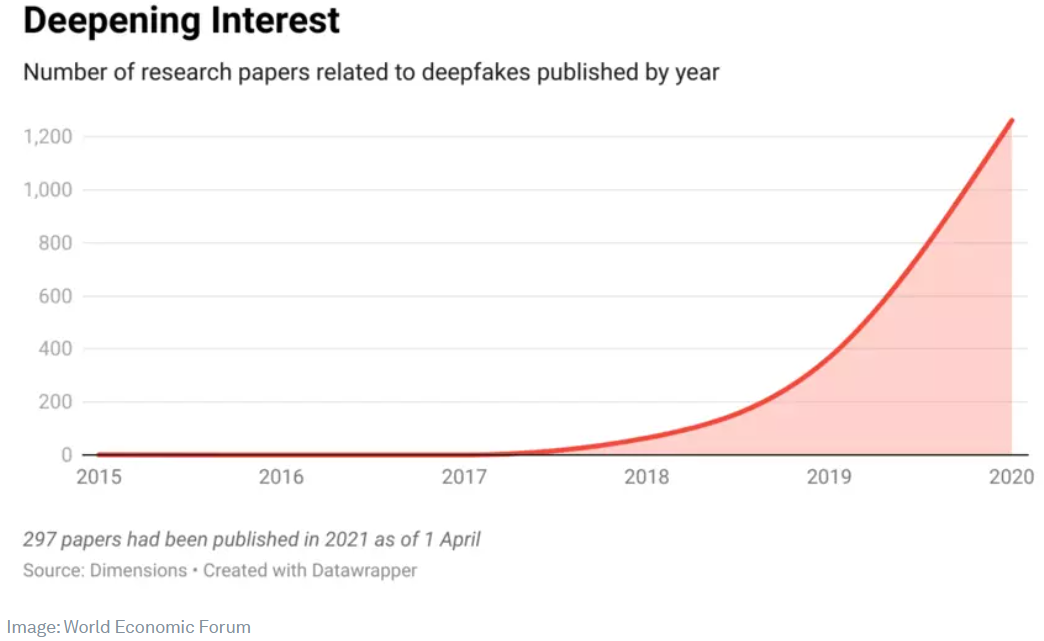 Deepening Interest
Number of research papers related to deepfakes published by year
1,200
1,000
800
600
400
200
0
2015 2016 2017 2018 2019 2020
297 papers had been published in 2021 as of 1 April
Source: Dimensions • Created with Datawrapper
Image: World Economic Forum